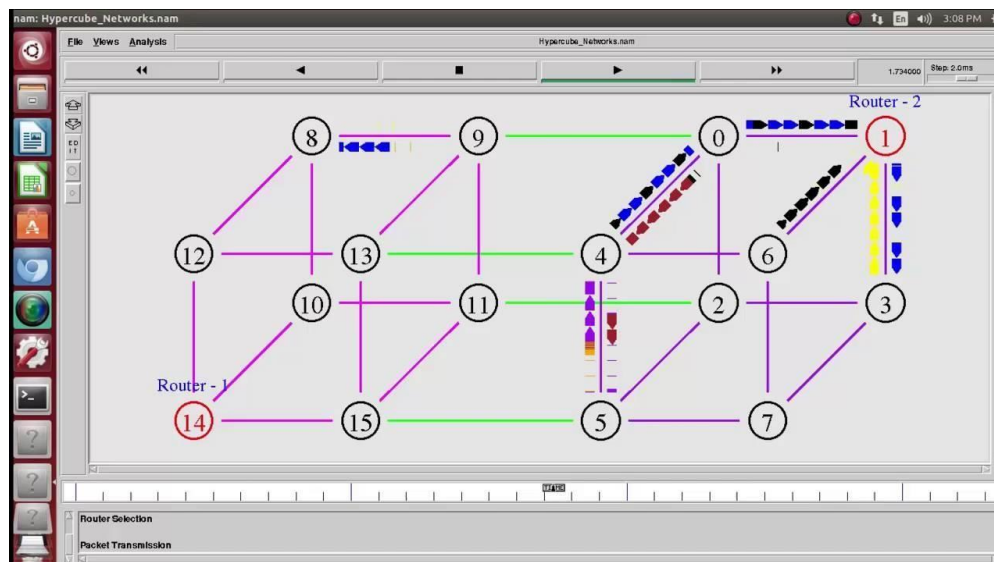 nam: Hypercube_Networks.nam
En
3:08 PM
File Views Analysis
Hypercube_Networks.nam
1.734000
Step: 2.0ms
ED
IT
Router - 2
8
9
0
1
12
13
4
6
10
11
2
3
Router - 1
14
15
5
7
Router Selection
Packet Transmission